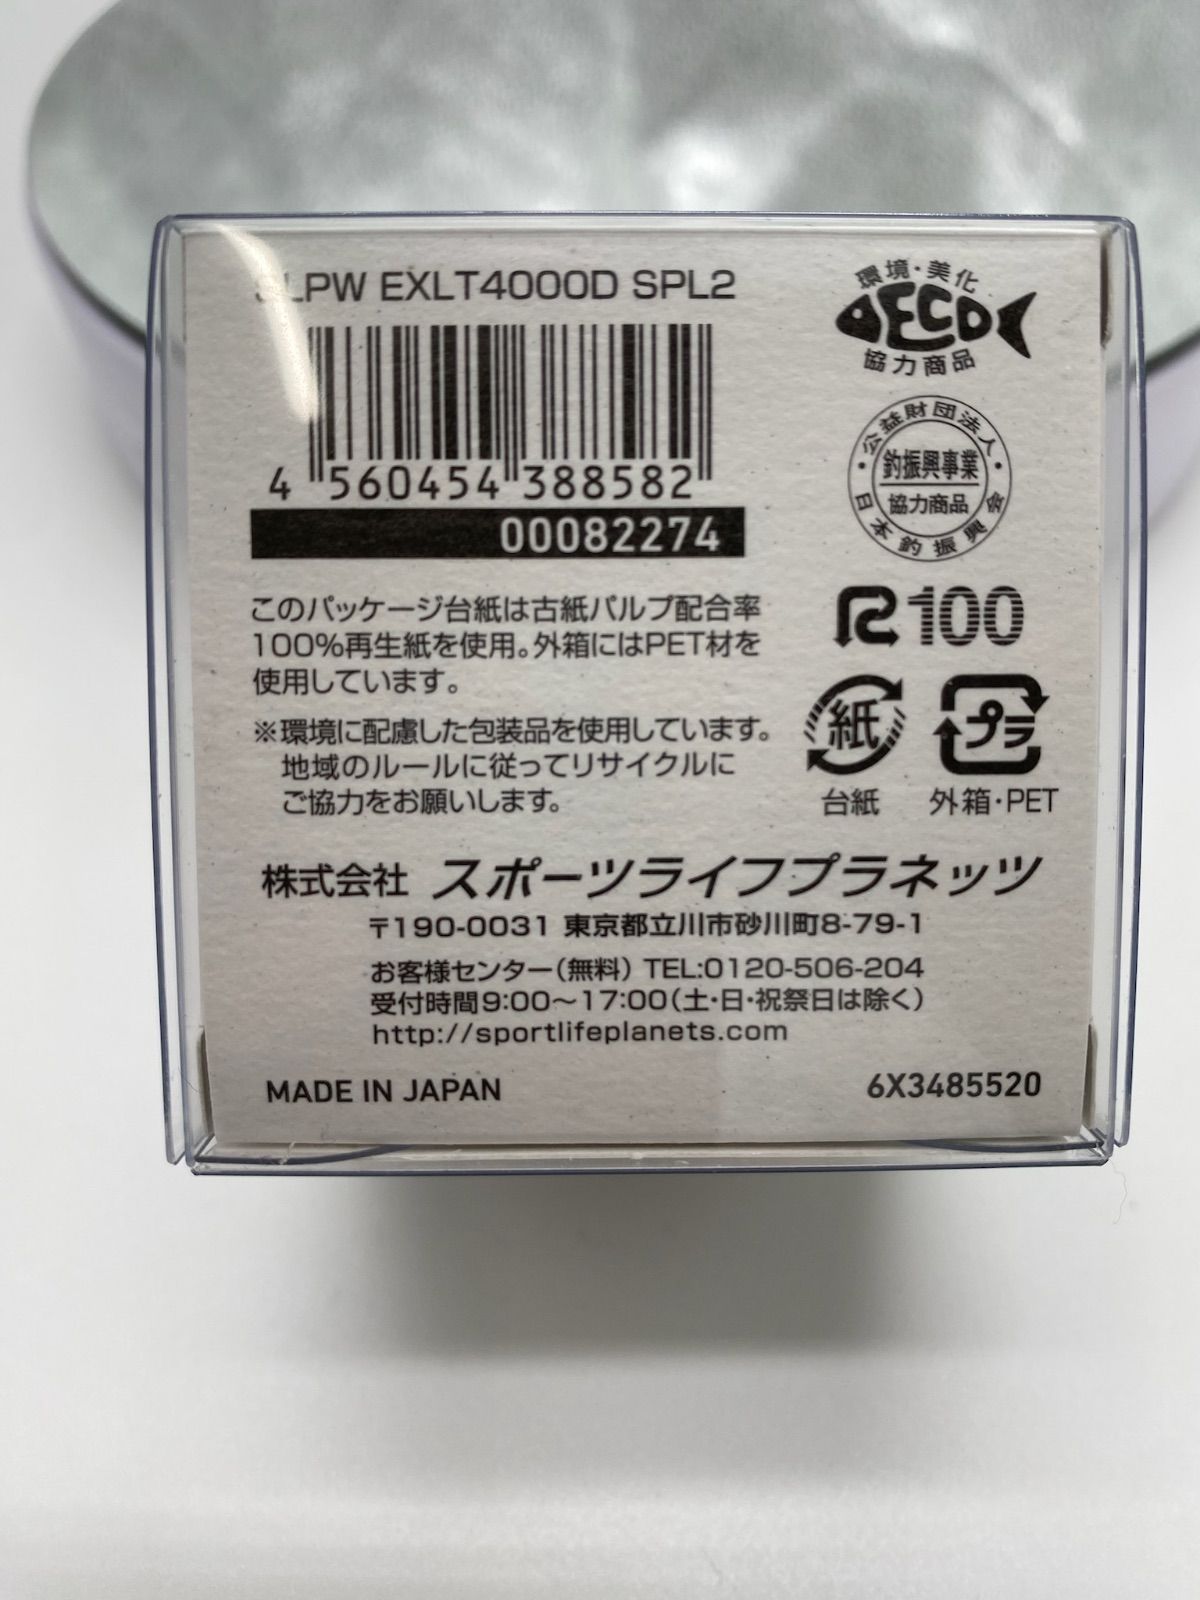 SLPW EXLT4000D SPL2
4 560454 388582
00082274
環境・美化
ECO
協力商品
公益財団法人
釣振興事業
協力商品
日本釣振興会
このパッケージ台紙は古紙パルプ配合率
100%再生紙を使用。外箱にはPET材を
使用しています。
※環境に配慮した包装品を使用しています。
地域のルールに従ってリサイクルに
ご協力をお願いします。
R100
紙
台紙
プラ
外箱・PET
株式会社 スポーツライフプラネッツ
〒190-0031 東京都立川市砂川町8-79-1
お客様センター(無料) TEL:0120-506-204
受付時間9:00〜17:00(土・日・祝祭日は除く)
http://sportlifeplanets.com
MADE IN JAPAN
6X3485520